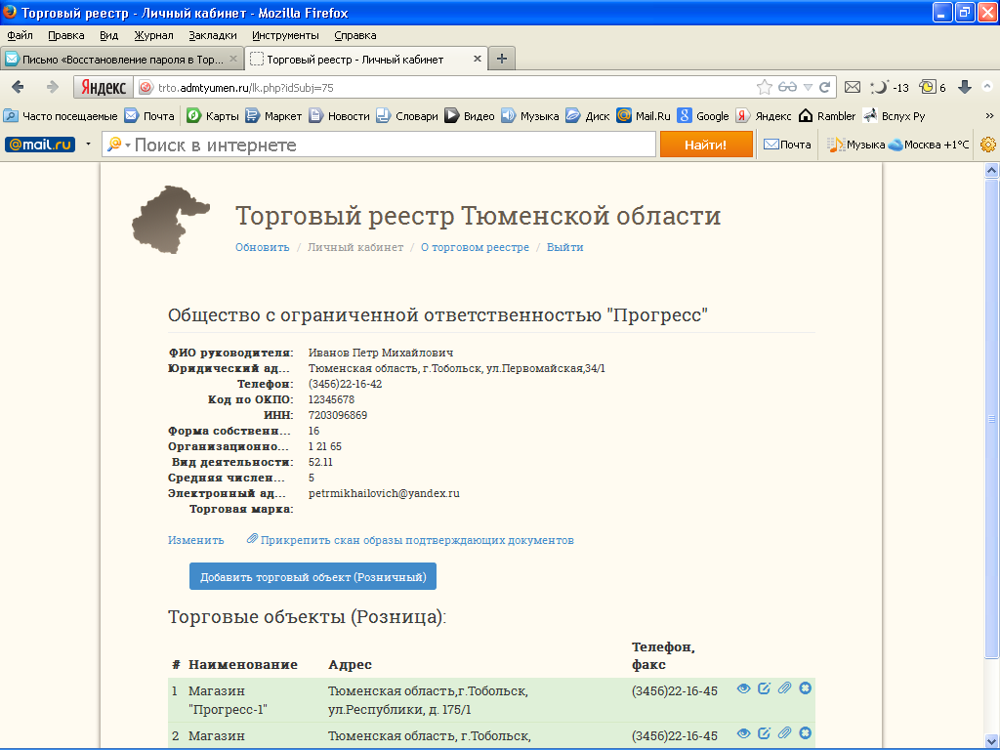 Торговый реестр - Личный кабинет - Mozilla Firefox
Файл Правка Вид Журнал Закладки Инструменты Справка
Письмо «Восстановление пароля в Тор... Торговый реестр - Личный кабинет
Яндекс trto.admtyumen.ru/lk.php?idSubj=75 -13 6
Часто посещаемые Почта Карты Маркет Новости Словари Видео Музыка Диск Mail.Ru Google Яндекс Rambler Вслух Ру »
@mail.ru Поиск в интернете Найти! Почта Музыка Москва +1°C
Торговый реестр Тюменской области
Обновить / Личный кабинет / О торговом реестре / Выйти
Общество с ограниченной ответственностью "Прогресс"
ФИО руководителя: Иванов Петр Михайлович
Юридический ад... Тюменская область, г.Тобольск, ул.Первомайская,34/1
Телефон: (3456)22-16-42
Код по ОКПО: 12345678
ИНН: 7203096869
Форма собственн... 16
Организационно... 1 21 65
Вид деятельности: 52.11
Средняя числен... 5
Электронный ад... petrmikhailovich@yandex.ru
Торговая марка:
Изменить Прикрепить скан образы подтверждающих документов
Добавить торговый объект (Розничный)
Торговые объекты (Розница):
# Наименование Адрес Телефон, факс
1 Магазин "Прогресс-1" Тюменская область,г.Тобольск, ул.Республики, д. 175/1 (3456)22-16-45
2 Магазин Тюменская область, г.Тобольск, (3456)22-16-45